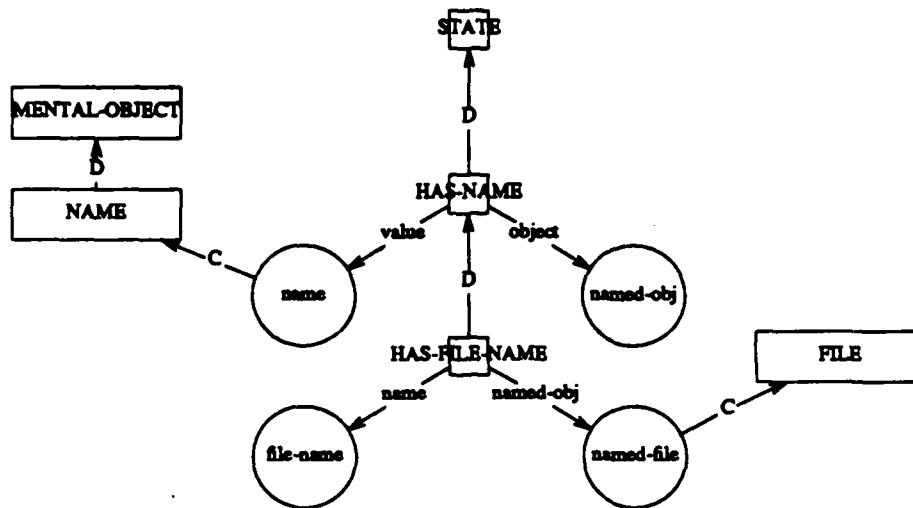 STATE
MENTAL-OBJECT
D
D
NAME
HAS-NAME
value
object
C
name
D
named-obj
HAS-FILE-NAME
FILE
name
named-obj
C
file-name
named-file